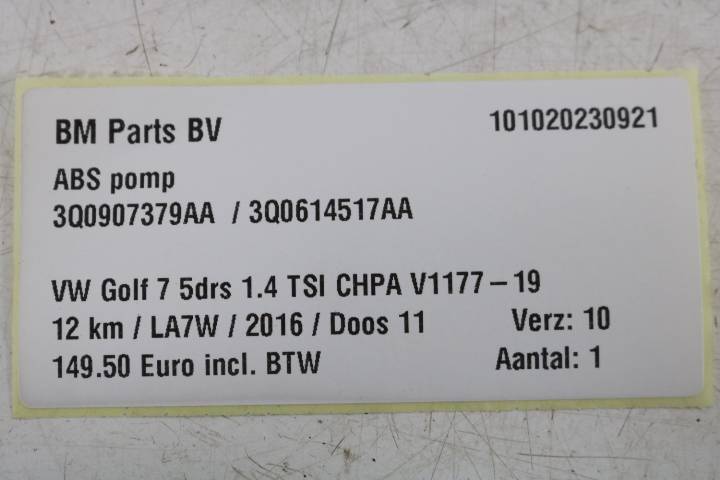 BM Parts BV 101020230921
ABS pomp
3Q0907379AA / 3Q0614517AA
VW Golf 7 5drs 1.4 TSI CHPA V1177-19
12 km / LA7W / 2016 / Doos 11 Verz: 10
149.50 Euro incl. BTW Aantal: 1